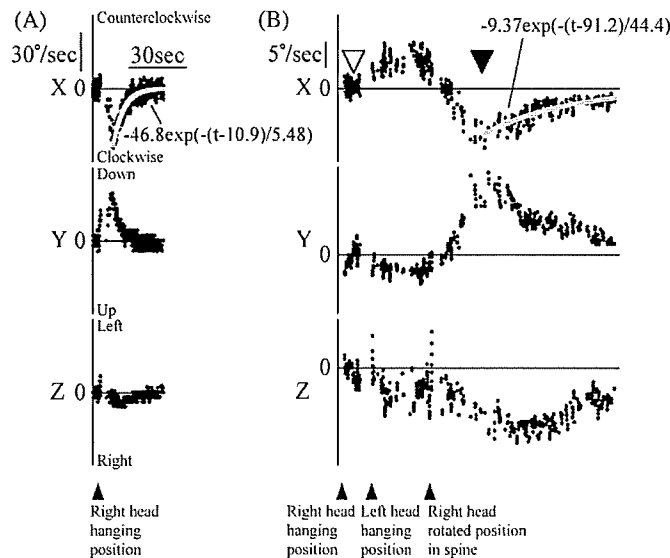 (A)
Counterclockwise
30°/sec
30sec
X 0
-46.8exp(-(t-10.9)/5.48)
Clockwise
Down
Y 0
Up
Left
Z 0
Right
Right head
hanging
position
(B)
-9.37exp(-(t-91.2)/44.4)
5°/sec
X 0
Y 0
0
Z
Right head
hanging
position
Left head
hanging
position
Right head
rotated position
in spine